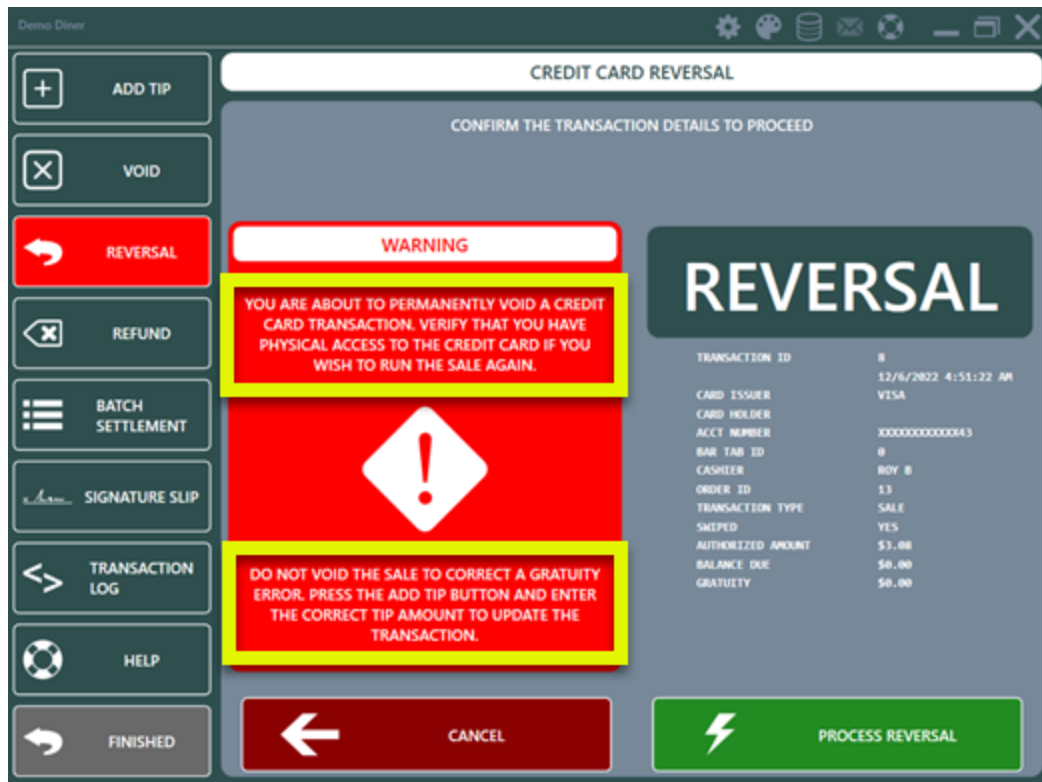 Demo Diner
ADD TIP
VOID
REVERSAL
REFUND
BATCH
SETTLEMENT
SIGNATURE SLIP
TRANSACTION
LOG
HELP
FINISHED
CREDIT CARD REVERSAL
CONFIRM THE TRANSACTION DETAILS TO PROCEED
WARNING
YOU ARE ABOUT TO PERMANENTLY VOID A CREDIT
CARD TRANSACTION. VERIFY THAT YOU HAVE
PHYSICAL ACCESS TO THE CREDIT CARD IF YOU
WISH TO RUN THE SALE AGAIN.
DO NOT VOID THE SALE TO CORRECT A GRATUITY
ERROR. PRESS THE ADD TIP BUTTON AND ENTER
THE CORRECT TIP AMOUNT TO UPDATE THE
TRANSACTION.
REVERSAL
TRANSACTION ID 8
12/6/2022 4:51:22 AM
CARD ISSUER VISA
CARD HOLDER
ACCT NUMBER
BAR TAB ID 0
CASHIER ROY B
ORDER ID 13
TRANSACTION TYPE SALE
SWIPED YES
AUTHORIZED AMOUNT $3.08
BALANCE DUE $0.00
GRATUITY $0.00
CANCEL
PROCESS REVERSAL